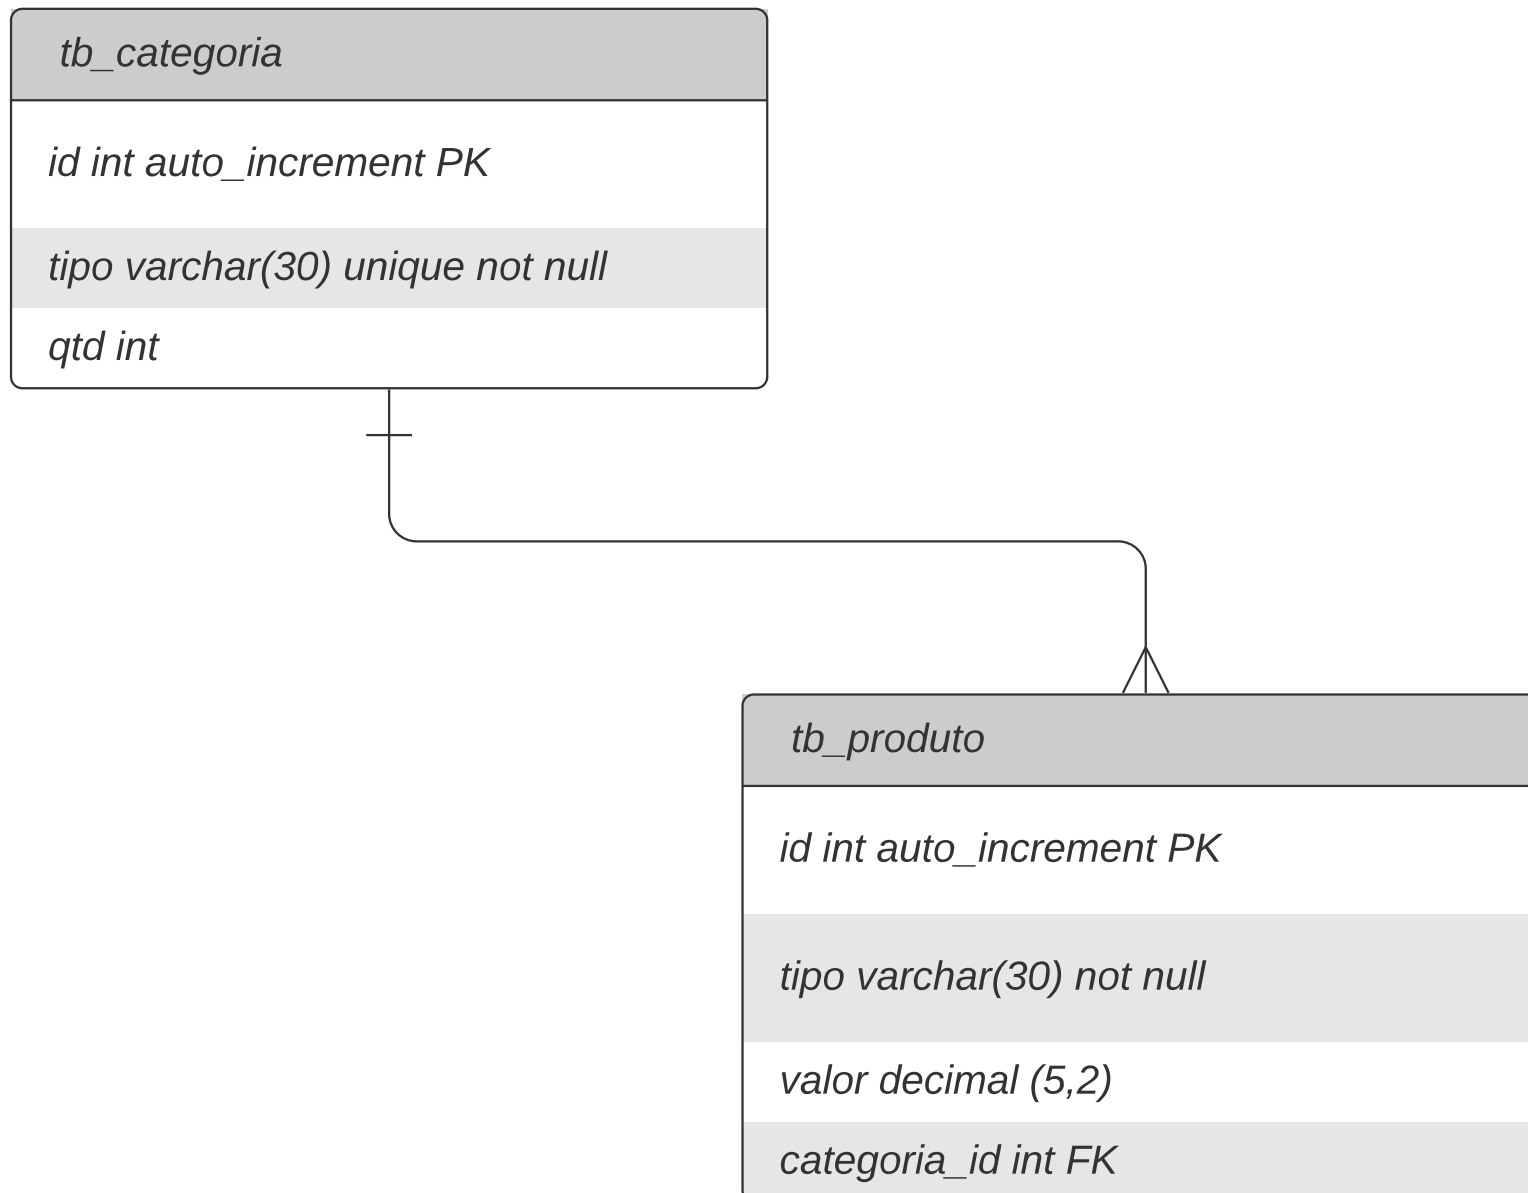 tb_categoria
id int auto_increment PK
tipo varchar(30) unique not null
qtd int
tb_produto
id int auto_increment PK
tipo varchar(30) not null
valor decimal (5,2)
categoria_id int FK